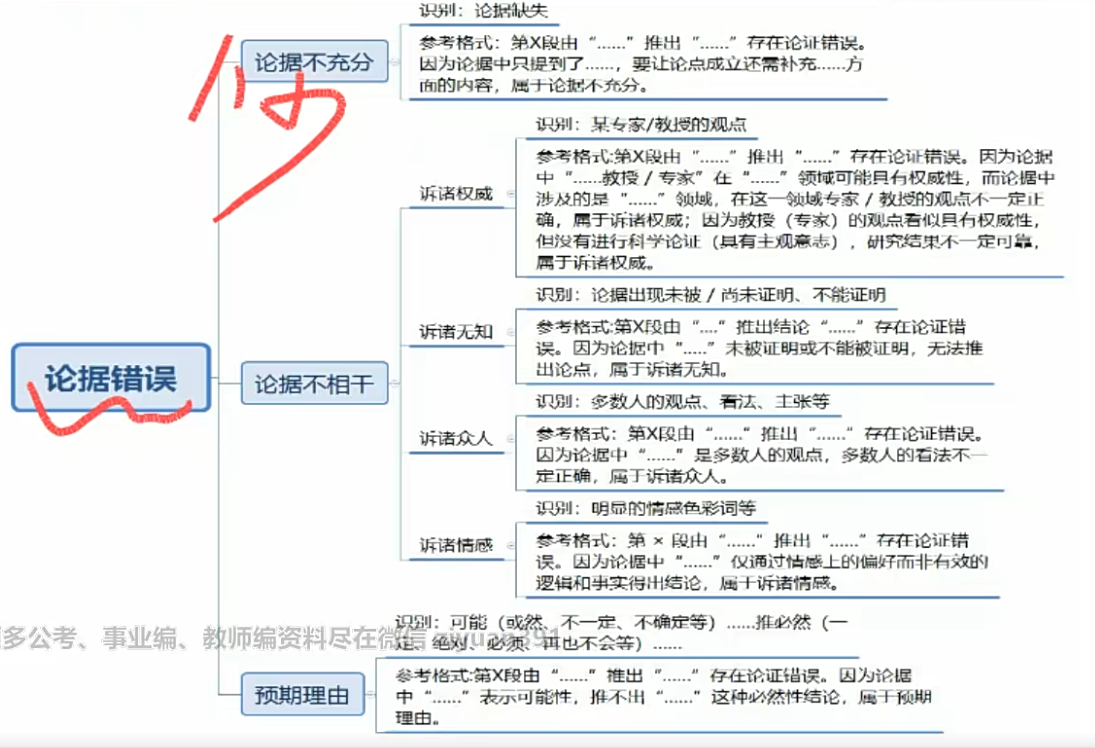 论据错误
论据不充分
识别：论据缺失
参考格式：第X段由“……”推出“……”存在论证错误。
因为论据中只提到了……，要让论点成立还需补充……方
面的内容，属于论据不充分。
论据不相干
诉诸权威
识别：某专家/教授的观点
参考格式:第X段由“……”推出“……”存在论证错误。因为论据
中“……教授/专家”在“……”领域可能具有权威性，而论据中
涉及的是“……”领域，在这一领域专家/教授的观点不一定正
确，属于诉诸权威；因为教授（专家）的观点看似具有权威性，
但没有进行科学论证（具有主观意志），研究结果不一定可靠，
属于诉诸权威。
诉诸无知
识别：论据出现未被/尚未证明、不能证明
参考格式:第X段由“....”推出结论“……”存在论证错
误。因为论据中“.....”未被证明或不能被证明，无法推
出论点，属于诉诸无知。
诉诸众人
识别：多数人的观点、看法、主张等
参考格式：第X段由“……”推出“……”存在论证错误。
因为论据中“……”是多数人的观点，多数人的看法不一
定正确，属于诉诸众人。
诉诸情感
识别：明显的情感色彩词等
参考格式：第 × 段由“……”推出“……”存在论证错
误。因为论据中“……”仅通过情感上的偏好而非有效的
逻辑和事实得出结论，属于诉诸情感。
预期理由
识别：可能（或然、不一定、不确定等）……推必然（一
定、绝对、必须、再也不会等）……
参考格式:第X段由“……”推出“……”存在论证错误。因为论据
中“……”表示可能性，推不出“……”这种必然性结论，属于预期
理由。
多公考、事业编、教师编资料尽在微信